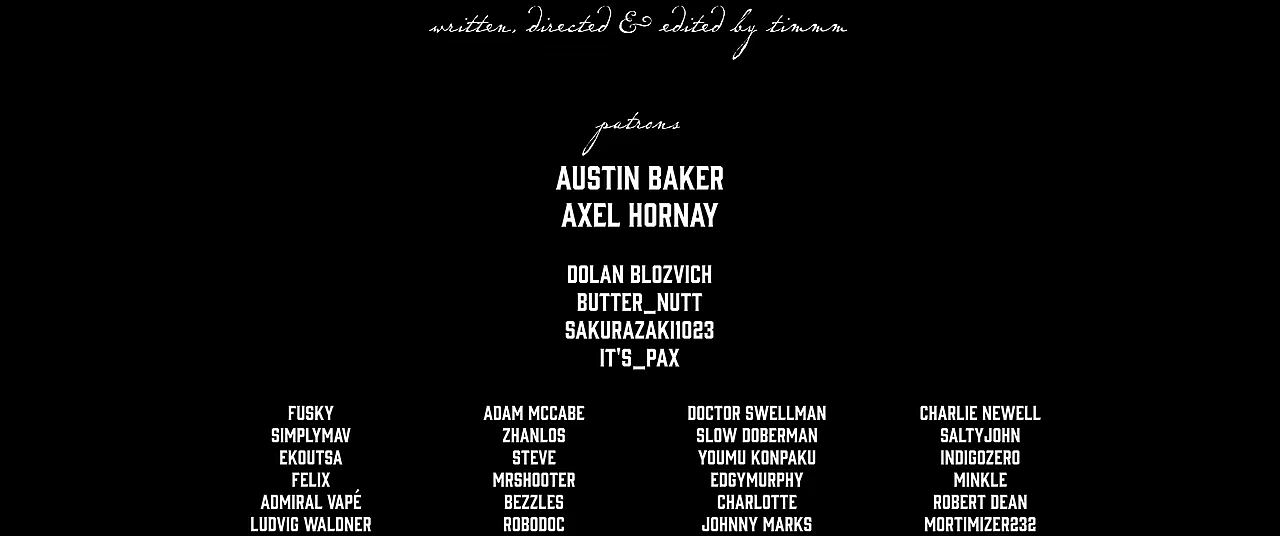 written, directed & edited by timmm
patrons
AUSTIN BAKER
AXEL HORNAY
DOLAN BLOZVICH
BUTTER_NUTT
SAKURAZAKI1023
IT'S_PAX
FUSKY ADAM MCCABE DOCTOR SWELLMAN CHARLIE NEWELL
SIMPLYMAV ZHANLOS SLOW DOBERMAN SALTYJOHN
EKOUTSA STEVE YOUMU KONPAKU INDIGOZERO
FELIX MRSHOOTER EDGYMURPHY MINKLE
ADMIRAL VAPÉ BEZZLES CHARLOTTE ROBERT DEAN
LUDVIG WALDNER ROBODOC JOHNNY MARKS MORTIMIZER232